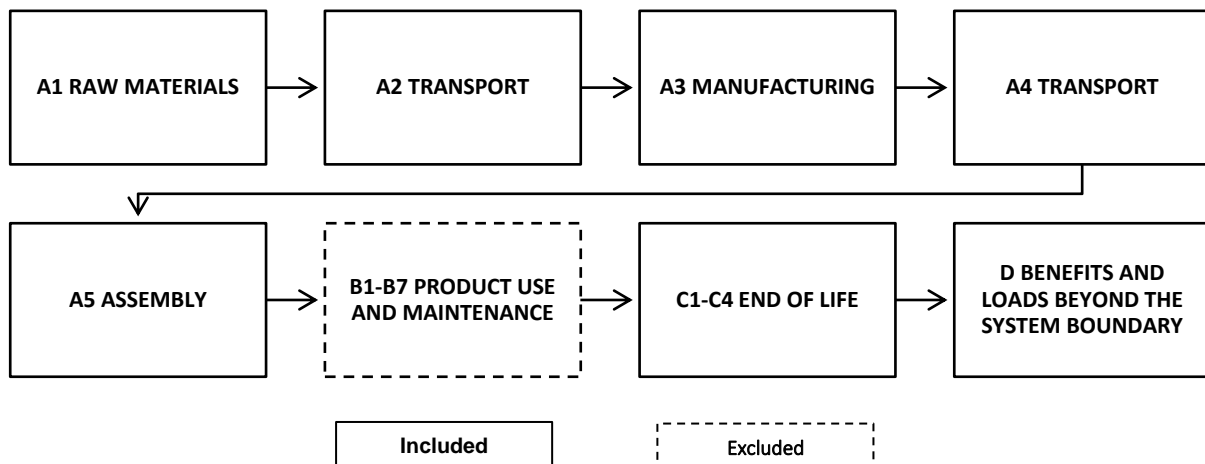 A1 RAW MATERIALS
A2 TRANSPORT
A3 MANUFACTURING
A4 TRANSPORT
A5 ASSEMBLY
B1-B7 PRODUCT USE
AND MAINTENANCE
C1-C4 END OF LIFE
D BENEFITS AND
LOADS BEYOND THE
SYSTEM BOUNDARY
Included
Excluded